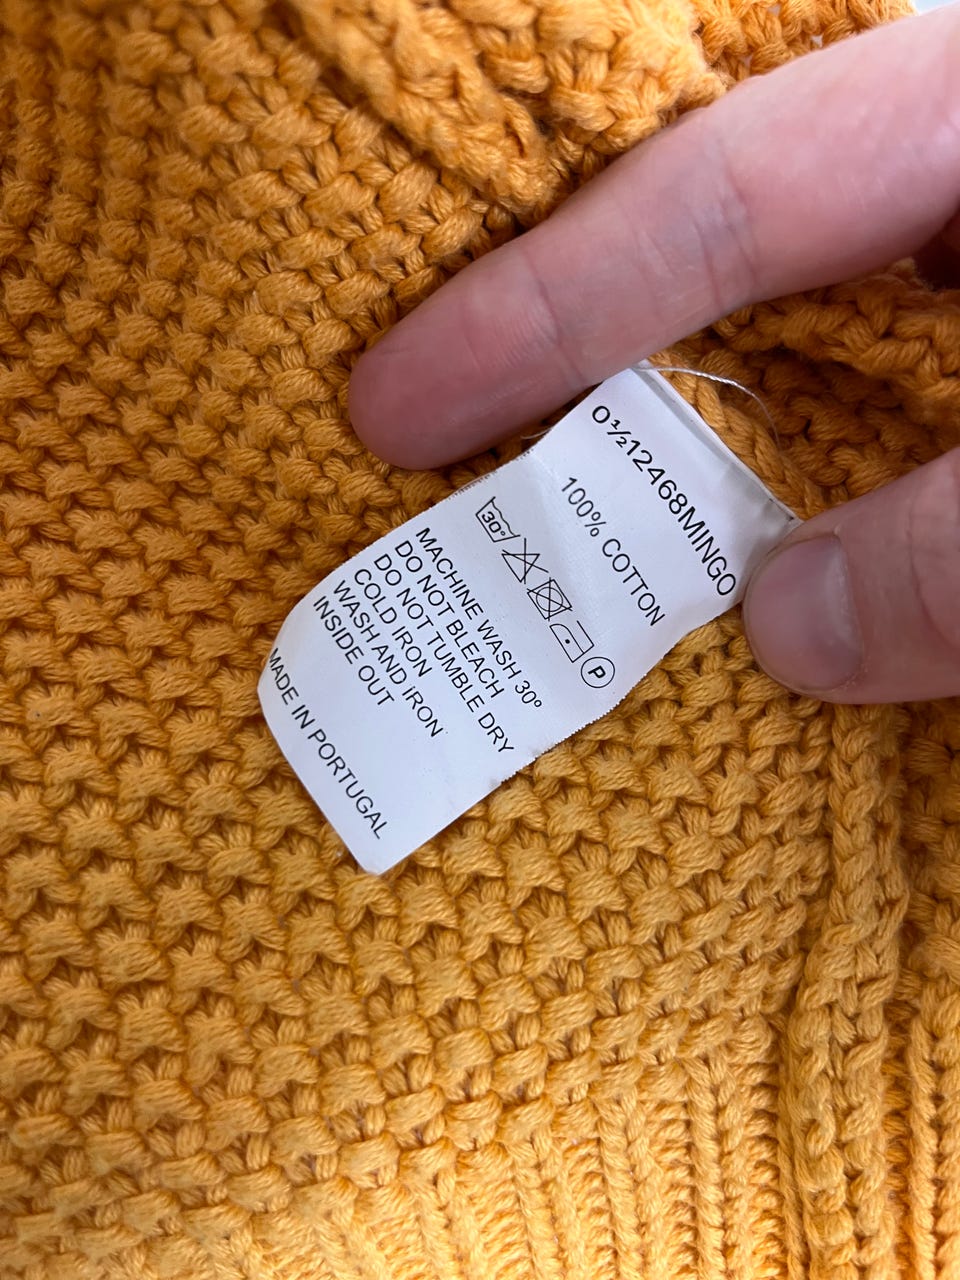 0½12468MINGO
100% COTTON
30°
P
MACHINE WASH 30°
DO NOT BLEACH
DO NOT TUMBLE DRY
COLD IRON
WASH AND IRON
INSIDE OUT
MADE IN PORTUGAL